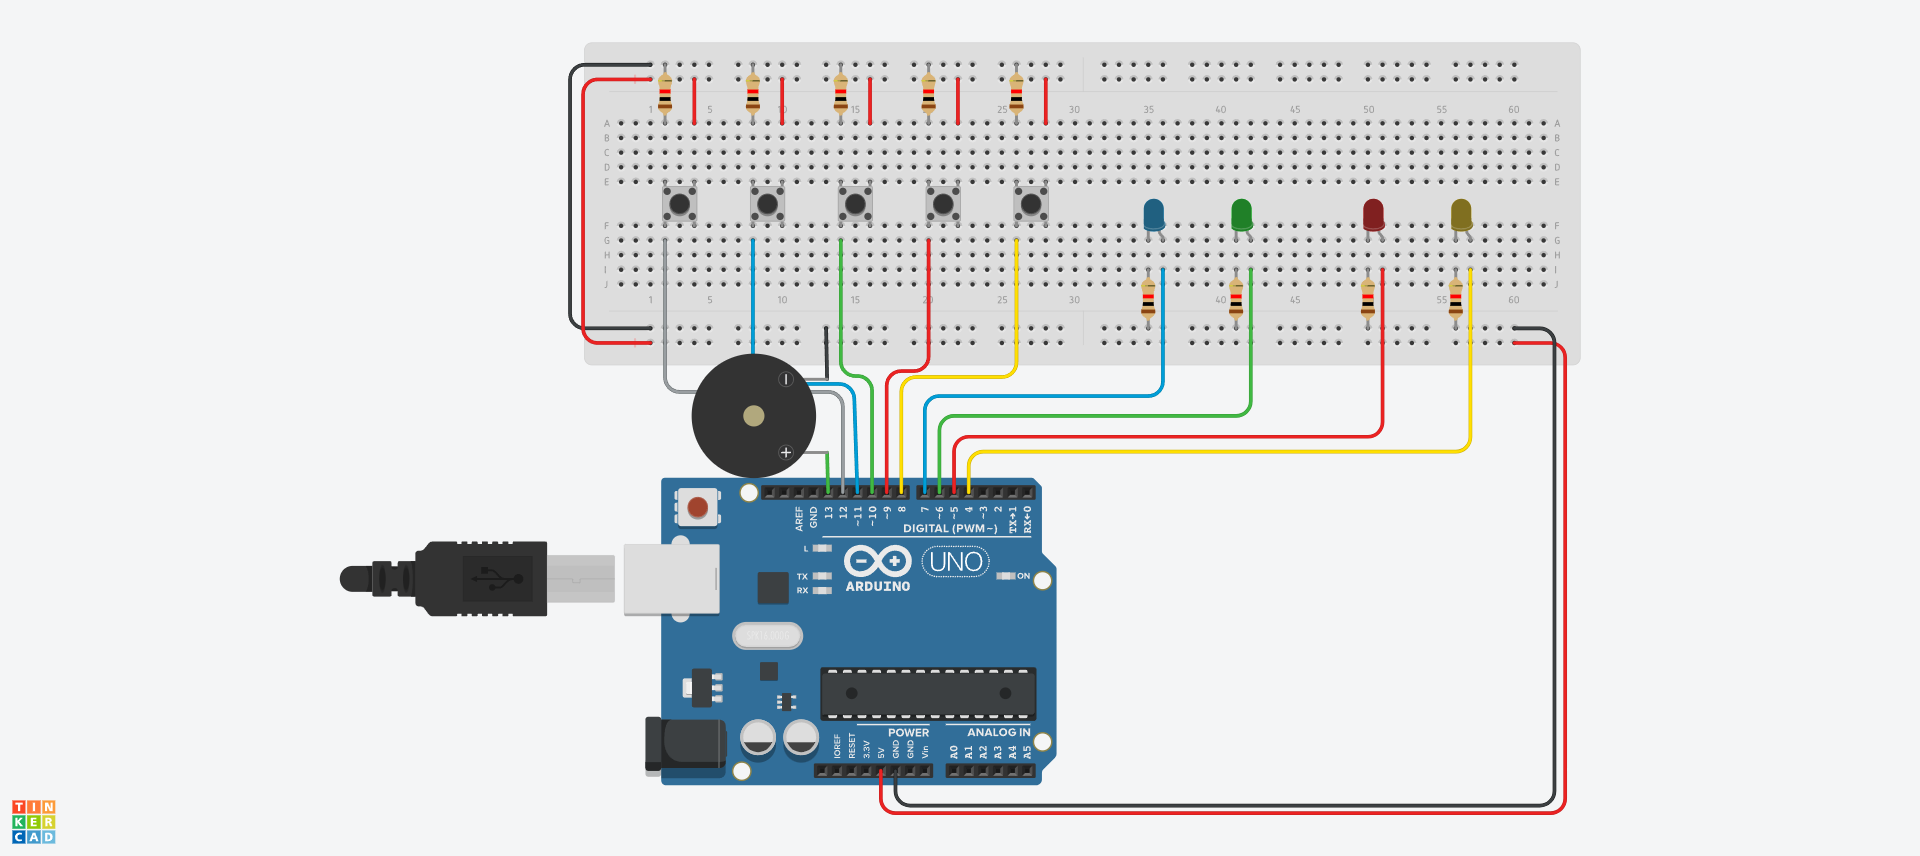 1 5 10 15 20 25 30 35 40 45 50 55 60
A A
B B
C C
D D
E E
F F
G G
H H
I I
J J
1 5 10 15 20 25 30 40 45 55 60
AREF GND 13 12 ~11 ~10 ~9 8 7 ~6 ~5 4 ~3 2 TX→1 RX←0
DIGITAL (PWM~)
L
TX
RX
ARDUINO
UNO
ON
POWER
ANALOG IN
IOREF RESET 3.3V 5V GND GND Vin A0 A1 A2 A3 A4 A5
TIN
KER
CAD